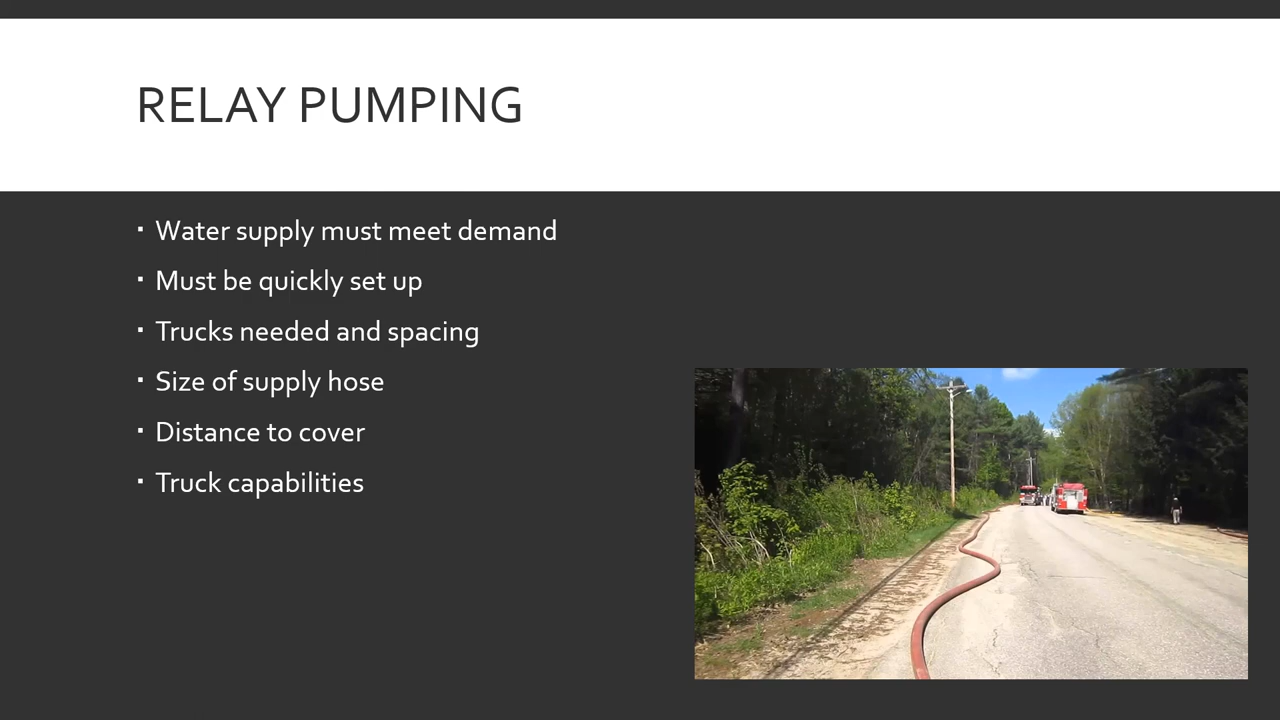 RELAY PUMPING
▪ Water supply must meet demand
▪ Must be quickly set up
▪ Trucks needed and spacing
▪ Size of supply hose
▪ Distance to cover
▪ Truck capabilities